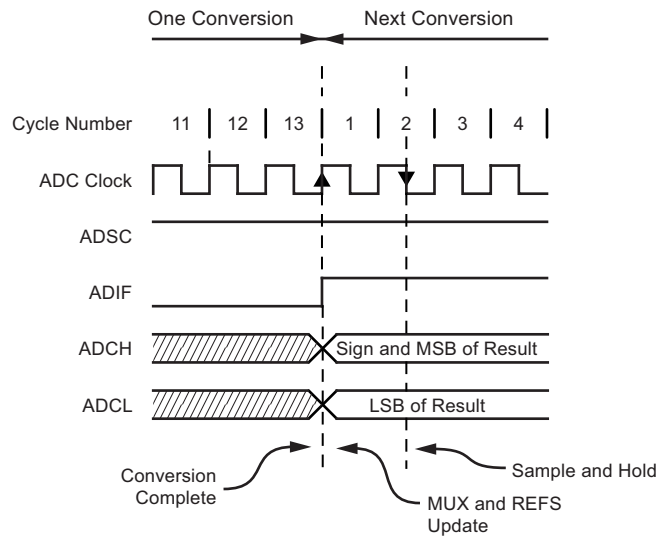 One Conversion Next Conversion
Cycle Number 11 12 13 1 2 3 4
ADC Clock
ADSC
ADIF
ADCH Sign and MSB of Result
ADCL LSB of Result
Conversion
Complete
MUX and REFS
Update
Sample and Hold